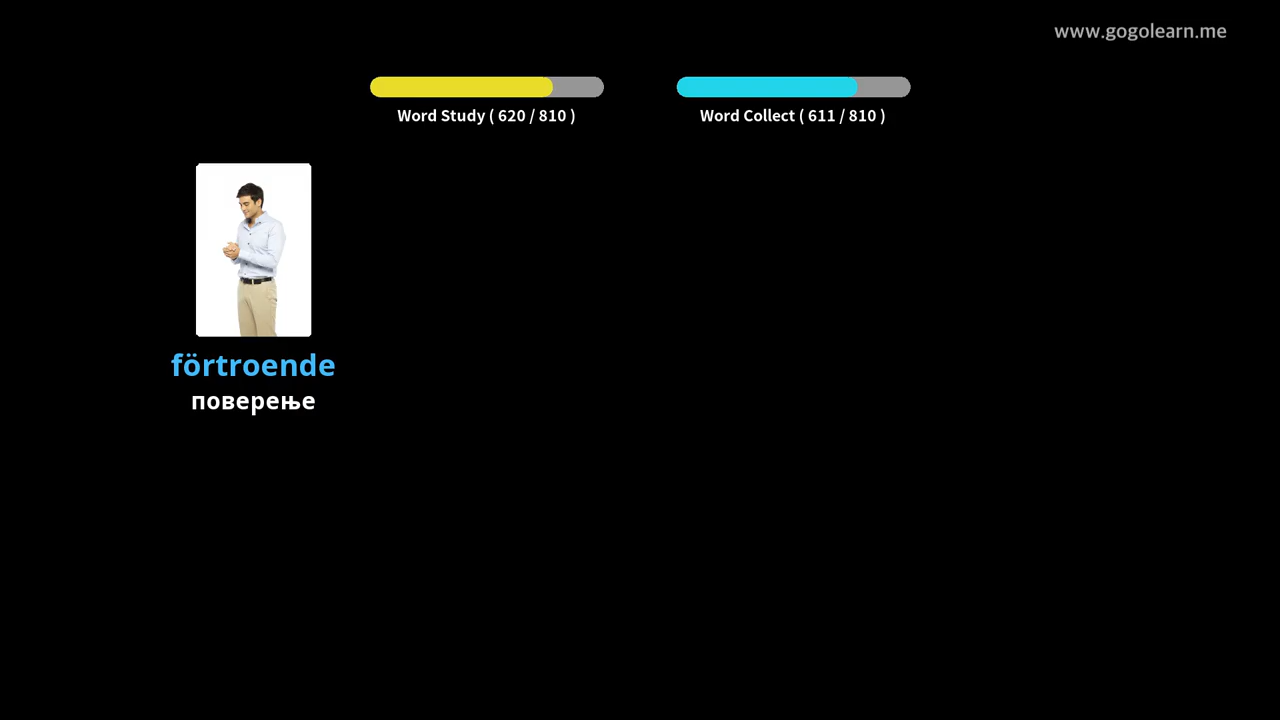 www.gogolearn.me
Word Study ( 620 / 810 )
Word Collect ( 611 / 810 )
förtroende
поверење